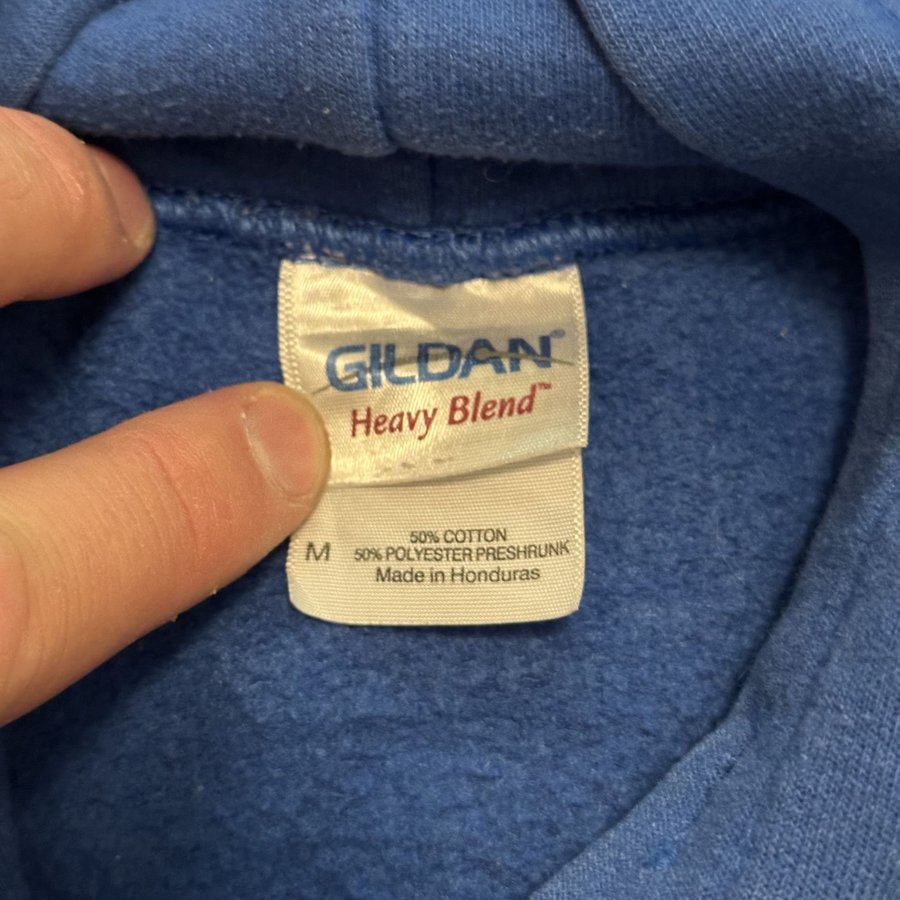 GILDAN®
Heavy Blend™
50% COTTON
M 50% POLYESTER PRESHRUNK
Made in Honduras